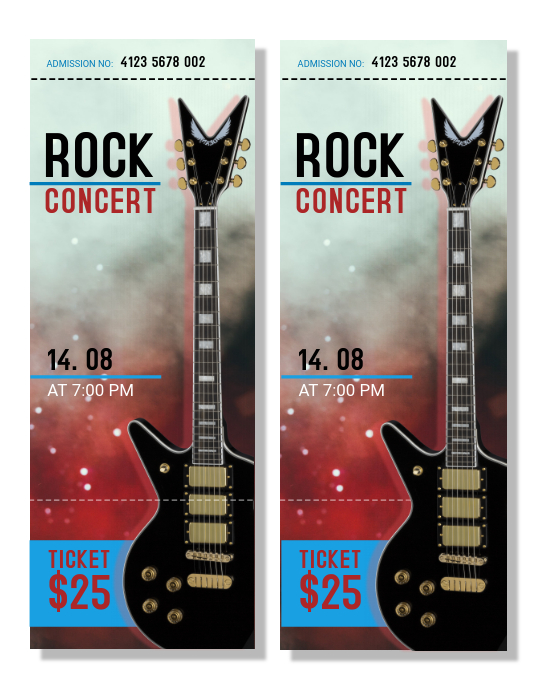 ADMISSION NO: 4123 5678 002
ROCK
CONCERT
14. 08
AT 7:00 PM
TICKET
$25
ADMISSION NO: 4123 5678 002
ROCK
CONCERT
14. 08
AT 7:00 PM
TICKET
$25